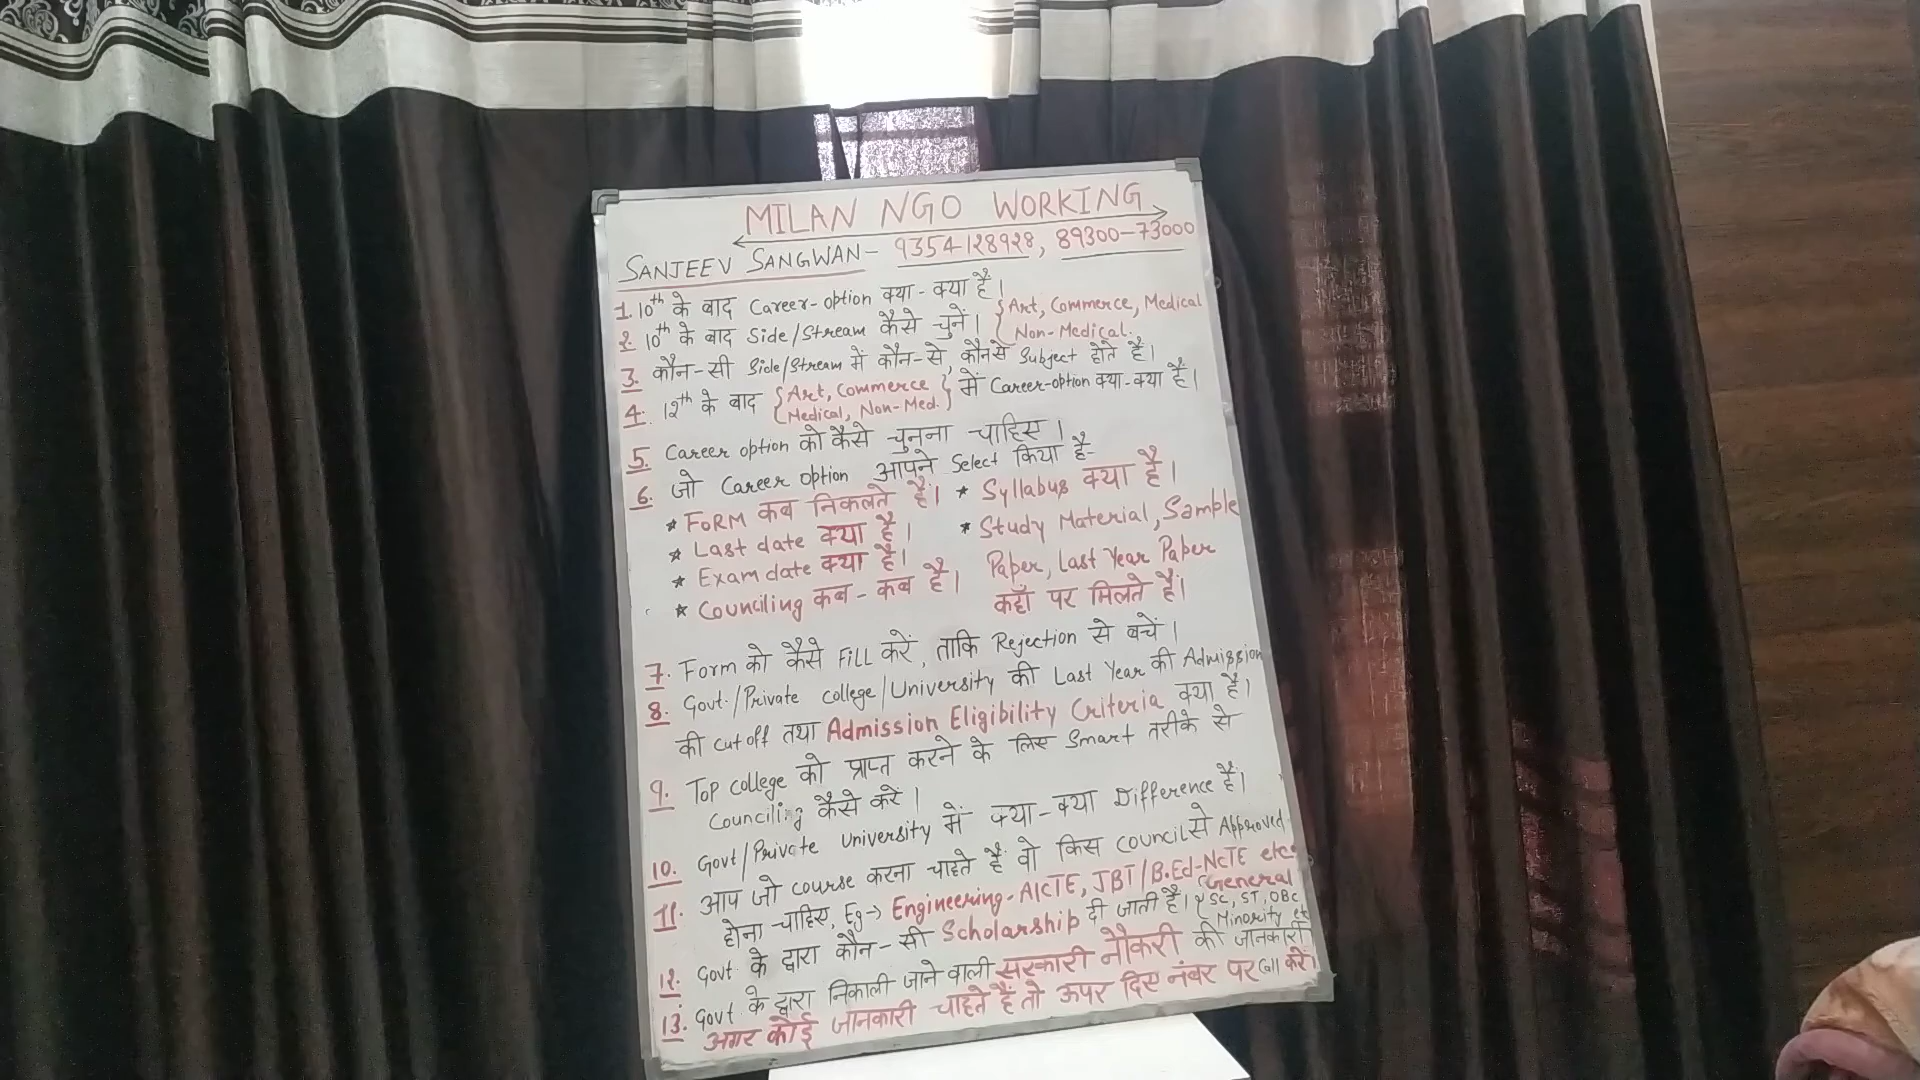 MILAN NGO WORKING
SANJEEV SANGWAN- 9354128928, 89300-73000
1. 10th के बाद Career-option क्या-क्या है।
2. 10th के बाद Side/Stream कैसे चुनें। {Art, Commerce, Medical
Non-Medical.
3. कौन-सी Side/Stream में कौन-से, कौनसे Subject होते है।
4. 12th के बाद {Art, Commerce Medical, Non-Med.} में Career-option क्या-क्या है।
5. Career option को कैसे चुनना चाहिए।
6. जो Career option आपने Select किया है-
* FORM कब निकलते है।
* Last date क्या है।
* Exam date क्या है।
* Counciling कब-कब है।
* Syllabus क्या है।
* Study Material, Sample
Paper, Last Year Paper
कहाँ पर मिलते है।
7. Form को कैसे Fill करें, ताकि Rejection से बचें।
8. Govt./Private college/University की Last Year की Admission
की cut off तथा Admission Eligibility Criteria क्या है।
9. Top college को प्राप्त करने के लिए Smart तरीके से
Counciling कैसे करें।
10. Govt/Private University में क्या-क्या Difference है।
11. आप जो course करना चाहते है वो किस council से Approved
होना चाहिए, Eg→ Engineering-AICTE, JBT/B.Ed-NCTE etc.
12. Govt के द्वारा कौन-सी Scholarship दी जाती है। {General
SC, ST, OBC
Minority etc
13. Govt के द्वारा निकाली जाने वाली सरकारी नौकरी की जानकारी
अगर कोई जानकारी चाहते हैं तो ऊपर दिए नंबर पर Call करें।